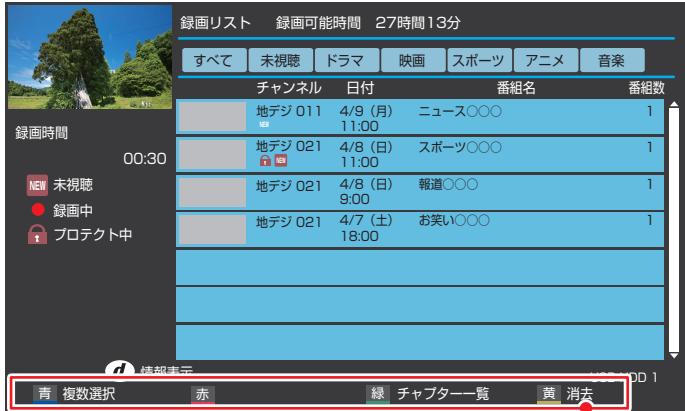 録画リスト 録画可能時間 27時間13分
すべて 未視聴 ドラマ 映画 スポーツ アニメ 音楽
チャンネル 日付 番組名 番組数
地デジ 011 4/9（月） ニュース○○○ 1
NEW 11:00
地デジ 021 4/8（日） スポーツ○○○ 1
NEW 11:00
地デジ 021 4/8（日） 報道○○○ 1
9:00
地デジ 021 4/7（土） お笑い○○○ 1
18:00
録画時間
00:30
NEW 未視聴
録画中
プロテクト中
d 情報表示
USB HDD 1
青 複数選択 赤 緑 チャプター一覧 黄 消去